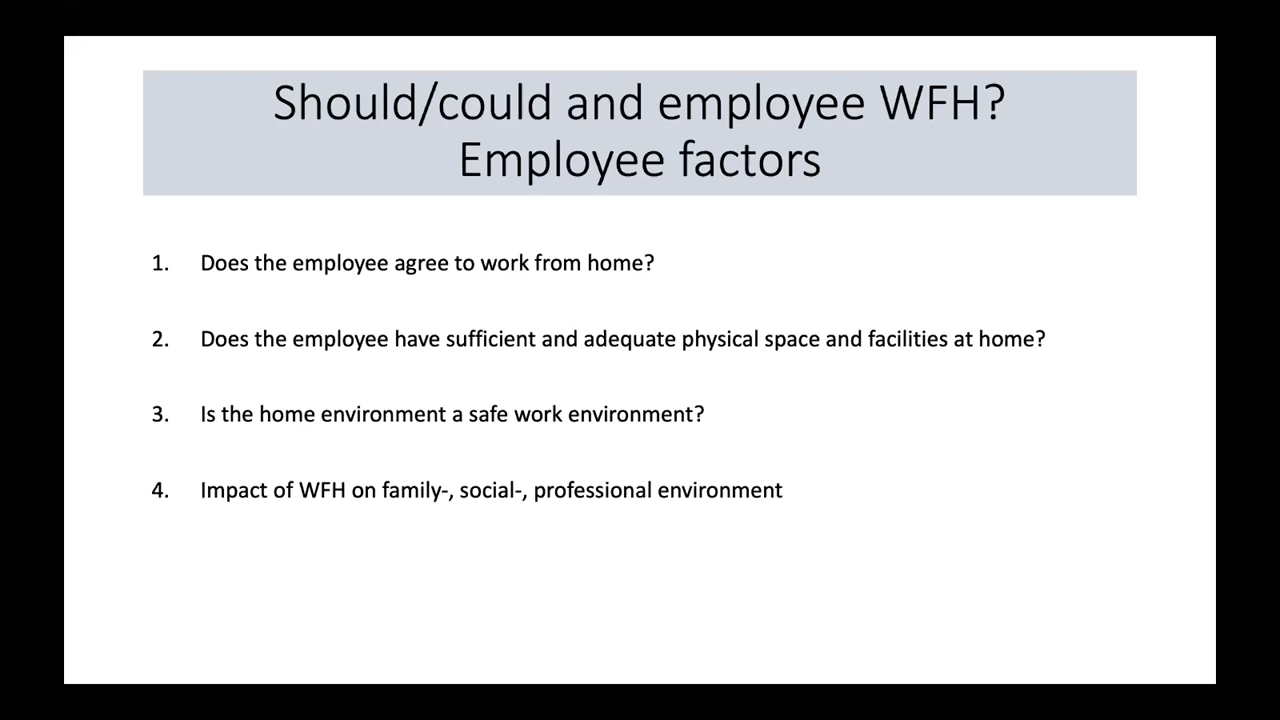 Should/could and employee WFH?
Employee factors
1. Does the employee agree to work from home?
2. Does the employee have sufficient and adequate physical space and facilities at home?
3. Is the home environment a safe work environment?
4. Impact of WFH on family-, social-, professional environment